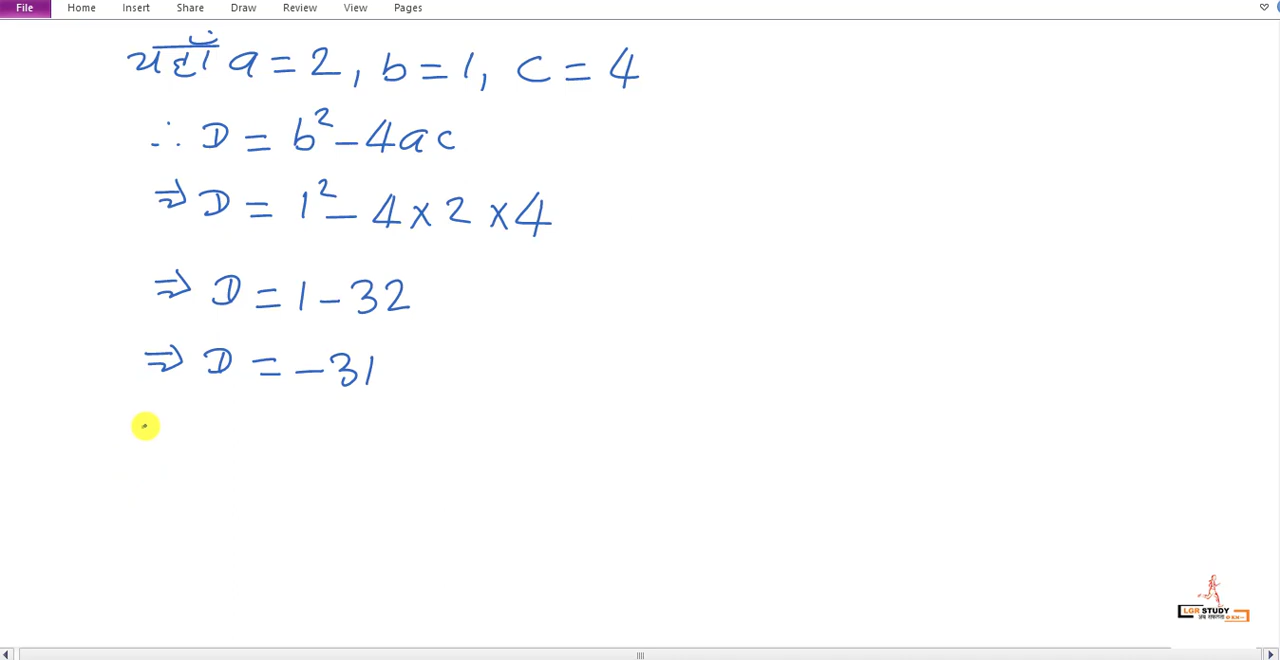 File Home Insert Share Draw Review View Pages
यहाँ a = 2, b = 1, c = 4
∴ D = b² - 4ac
⇒ D = 1² - 4 × 2 × 4
⇒ D = 1 - 32
⇒ D = -31
LGR STUDY